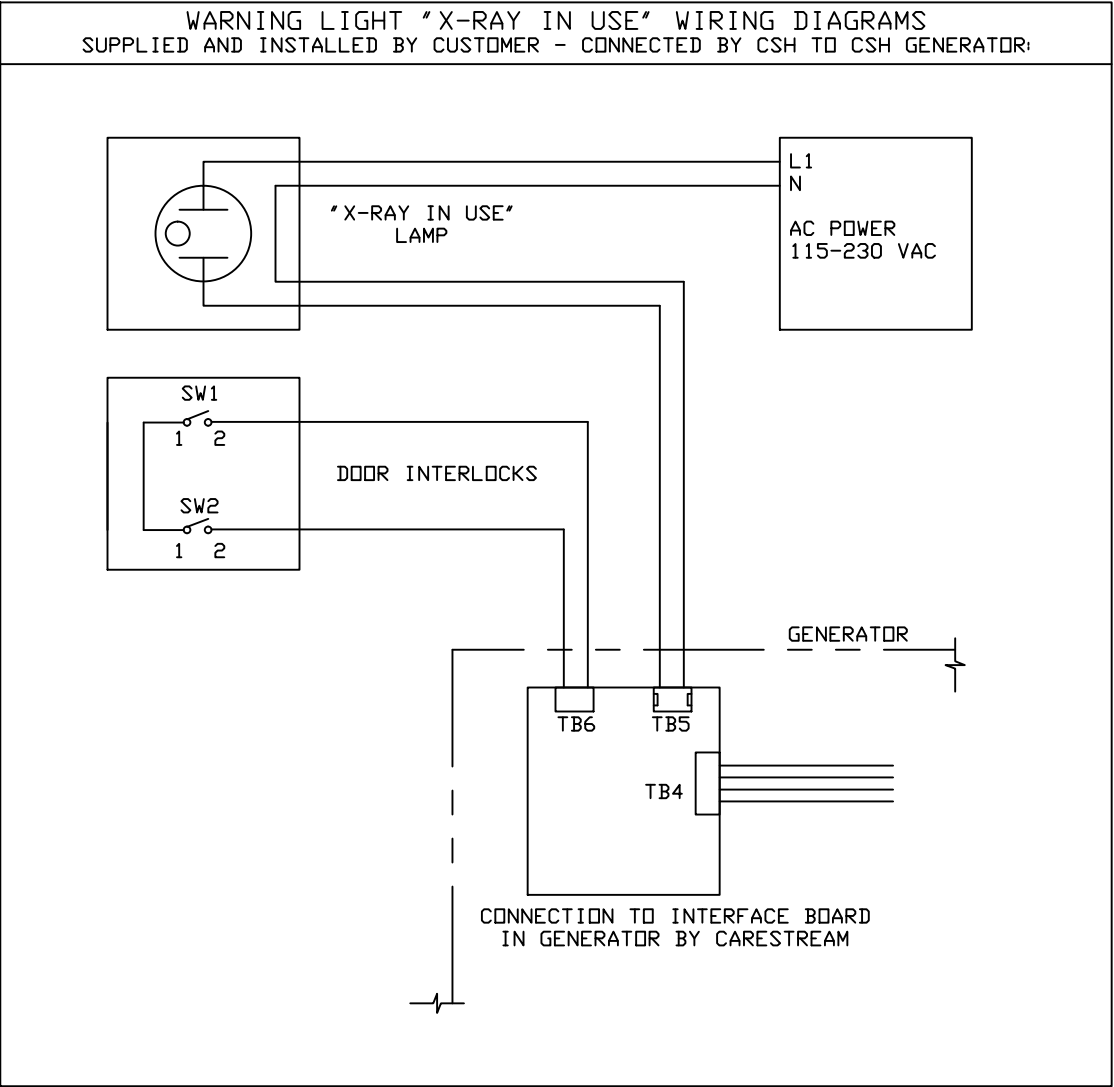 WARNING LIGHT "X-RAY IN USE" WIRING DIAGRAMS
SUPPLIED AND INSTALLED BY CUSTOMER - CONNECTED BY CSH TO CSH GENERATOR:
L1
N
"X-RAY IN USE"
LAMP
AC POWER
115-230 VAC
SW1
1 2
DOOR INTERLOCKS
SW2
1 2
GENERATOR
TB6 TB5
TB4
CONNECTION TO INTERFACE BOARD
IN GENERATOR BY CARESTREAM